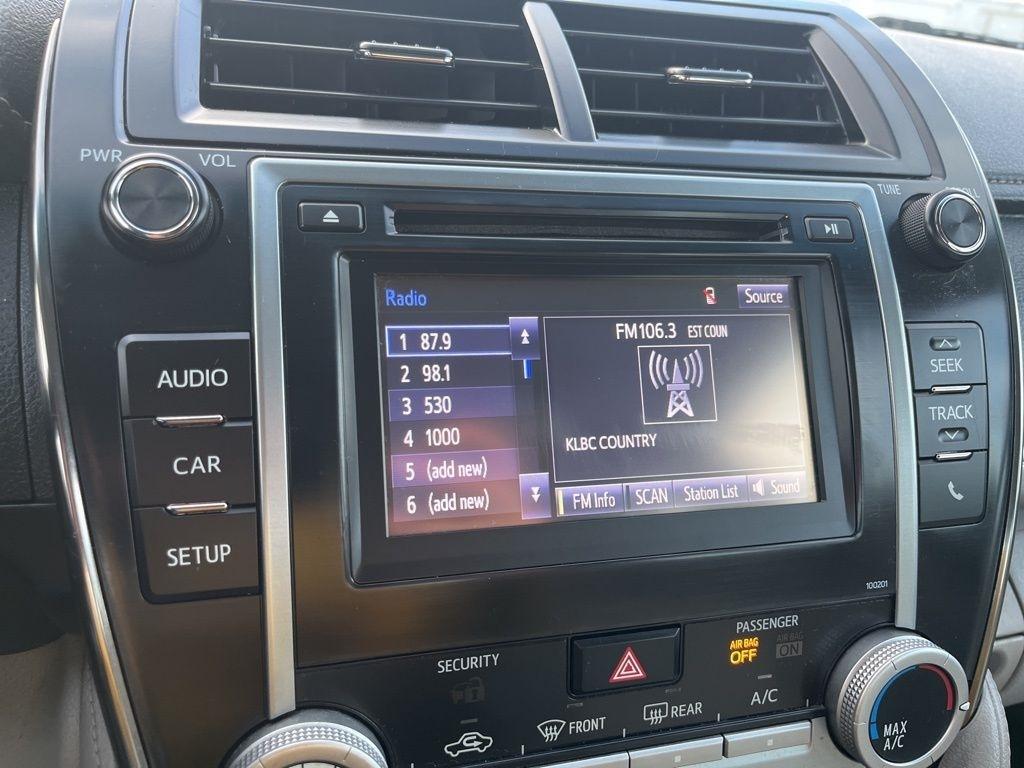 PWR VOL
TUNE
Radio
Source
1 87.9
2 98.1
3 530
4 1000
5 (add new)
6 (add new)
FM106.3 EST COUN
KLBC COUNTRY
FM Info SCAN Station List Sound
AUDIO
CAR
SETUP
SEEK
TRACK
100201
PASSENGER
AIR BAG OFF
AIR BAG ON
SECURITY
FRONT
REAR
A/C
MAX
A/C